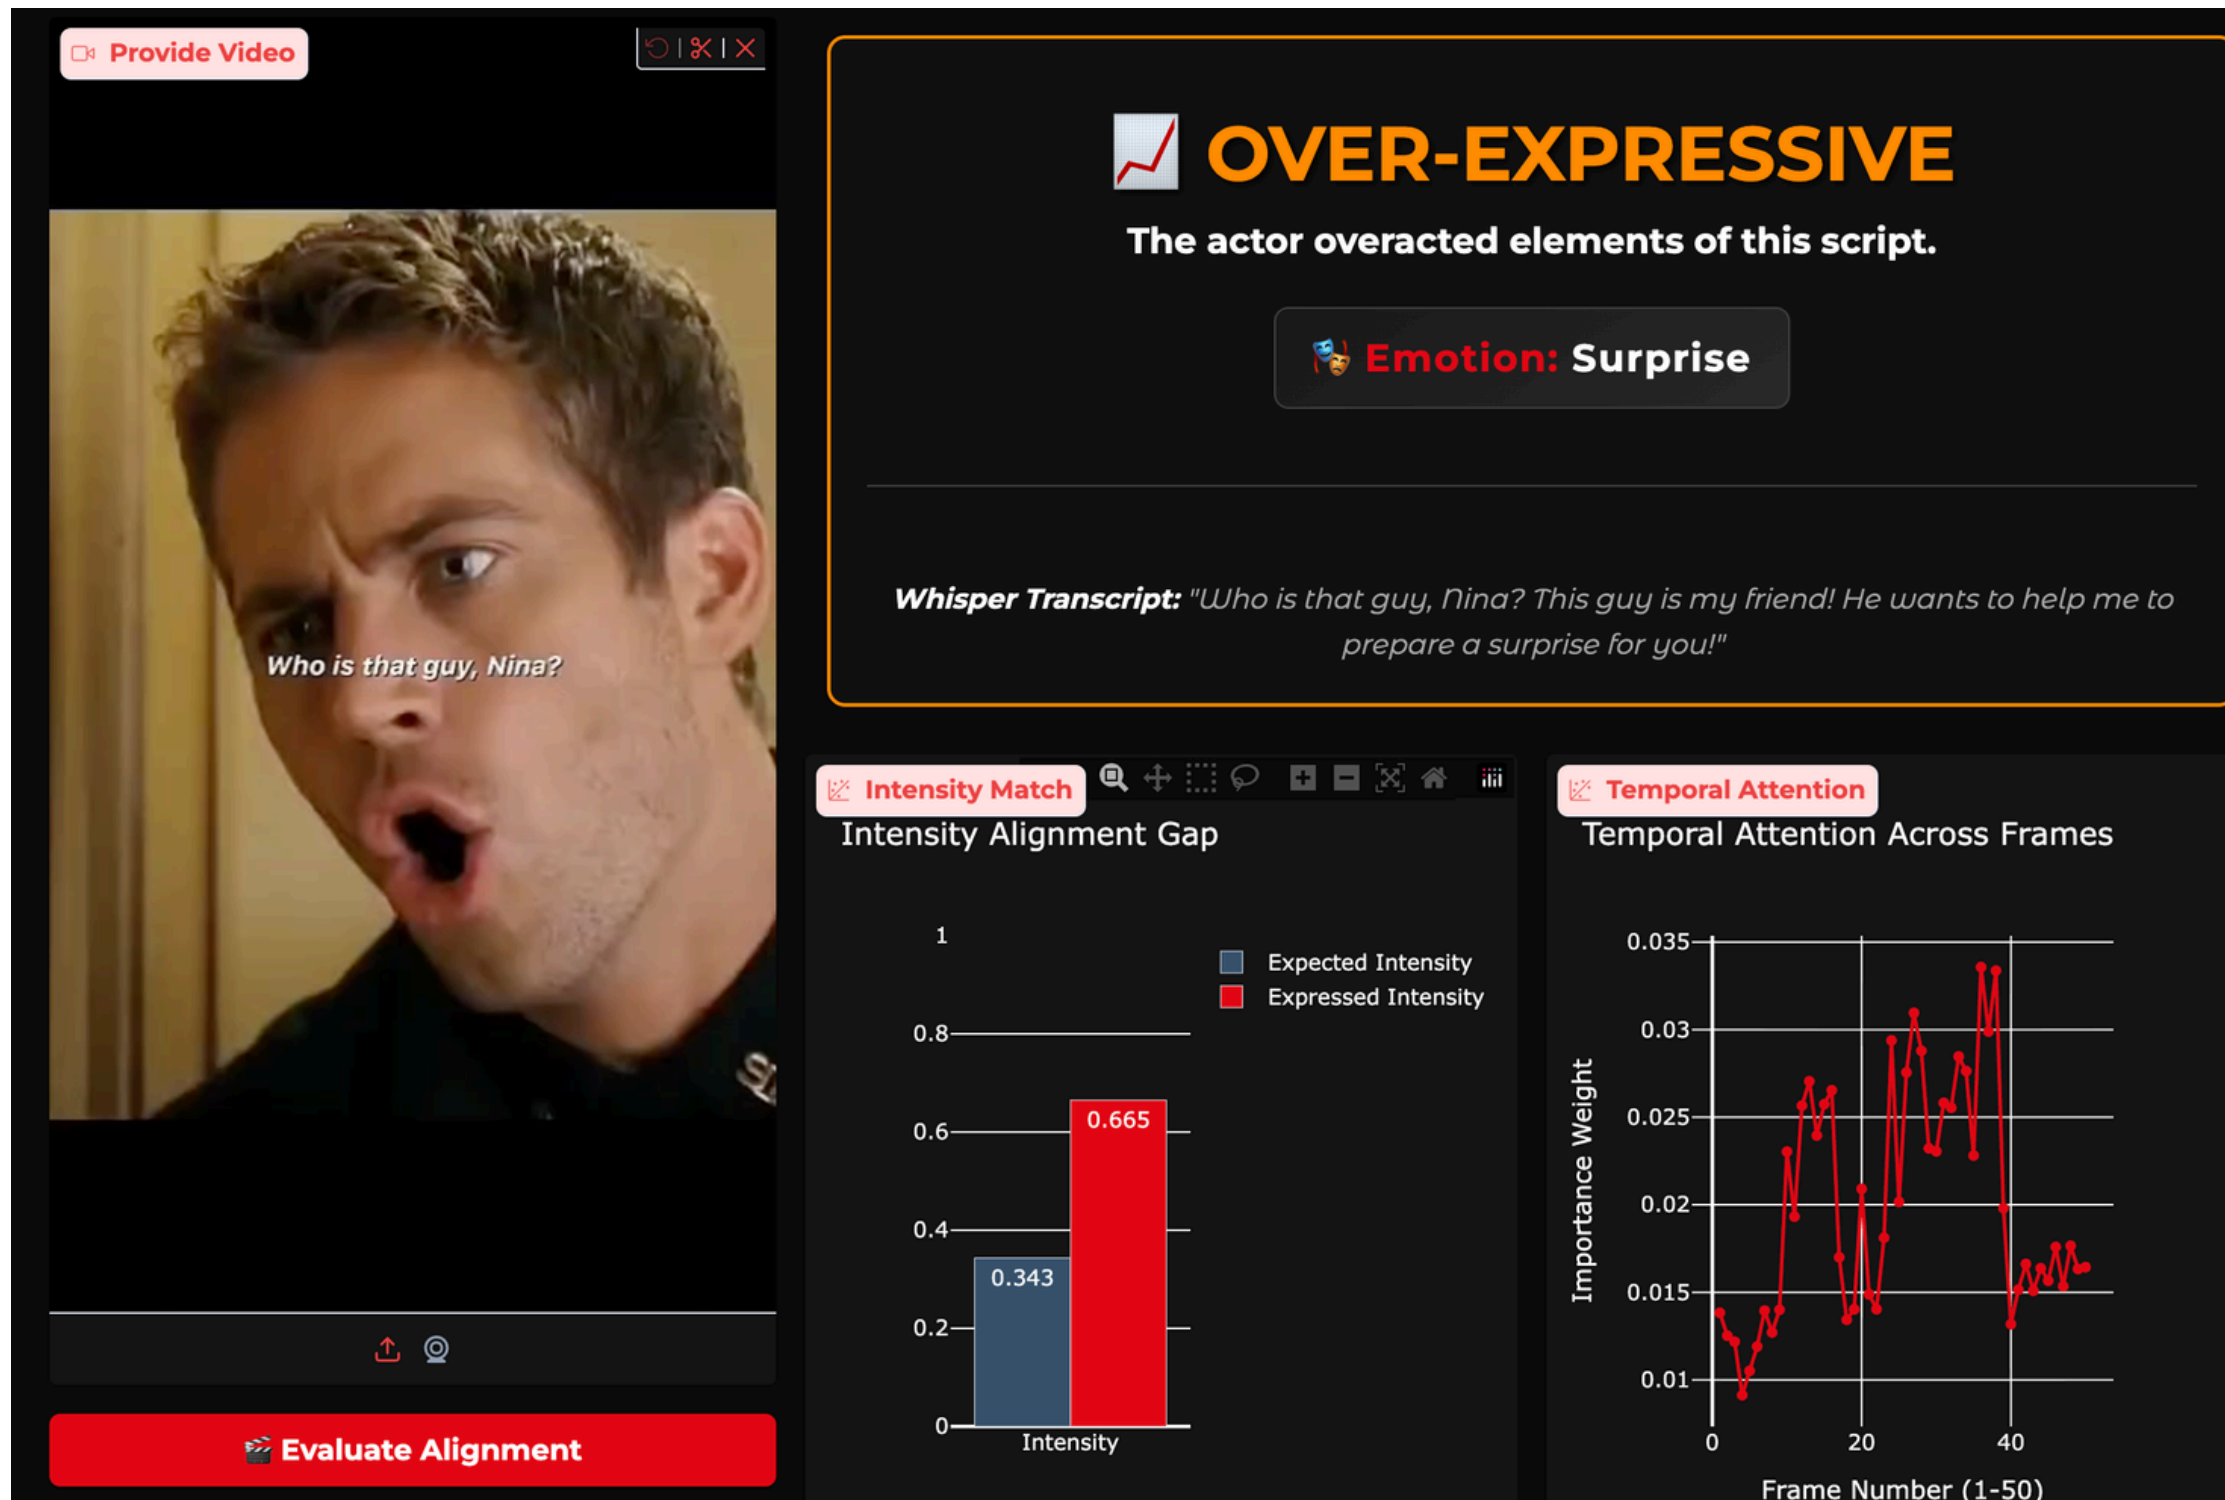 Provide Video
OVER-EXPRESSIVE
The actor overacted elements of this script.
Emotion: Surprise
Whisper Transcript: "Who is that guy, Nina? This guy is my friend! He wants to help me to
prepare a surprise for you!"
Who is that guy, Nina?
Evaluate Alignment
Intensity Match
Intensity Alignment Gap
1
0.8
0.6
0.4
0.2
0
0.343
0.665
Intensity
Expected Intensity
Expressed Intensity
Temporal Attention
Temporal Attention Across Frames
Importance Weight
0.035
0.03
0.025
0.02
0.015
0.01
0
20
40
Frame Number (1-50)